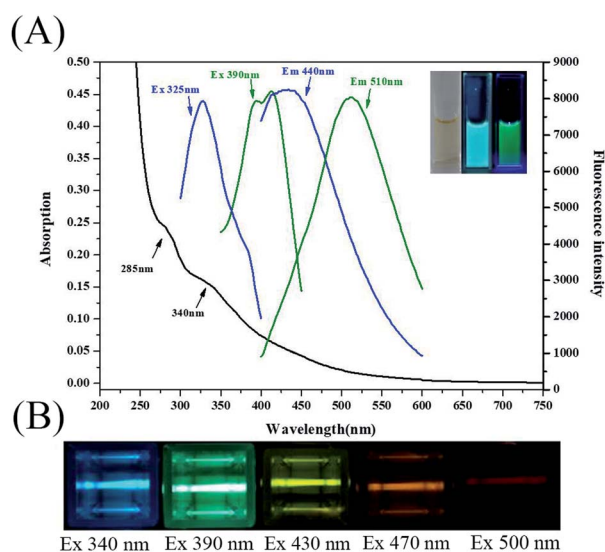 (A)
Ex 325nm
Ex 390nm
Em 440nm
Em 510nm
285nm
340nm
0.50
0.45
0.40
0.35
0.30
0.25
0.20
0.15
0.10
0.05
0.00
Absorption
9000
8000
7000
6000
5000
4000
3000
2000
1000
0
Fluorescence intensity
200 250 300 350 400 450 500 550 600 650 700 750
Wavelength(nm)
(B)
Ex 340 nm Ex 390 nm Ex 430 nm Ex 470 nm Ex 500 nm